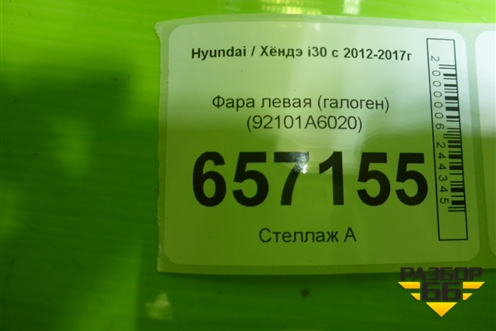 Hyundai / Хёндэ i30 с 2012-2017г
Фара левая (галоген)
(92101A6020)
657155
Стеллаж А
2000006244345
РАЗБОР
66